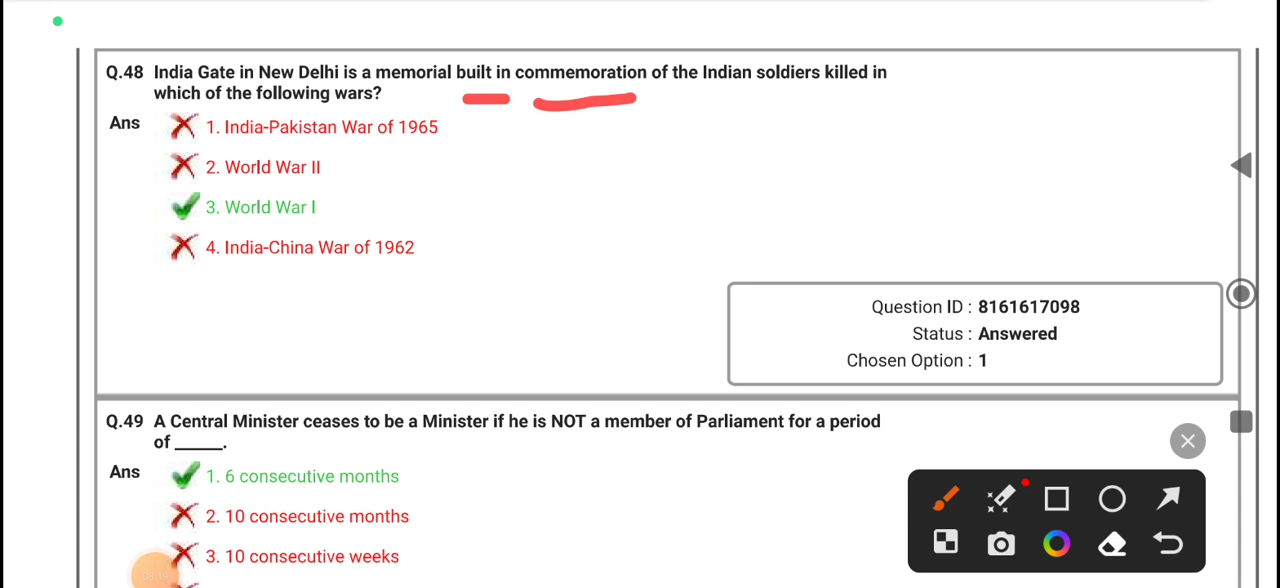 Q.48 India Gate in New Delhi is a memorial built in commemoration of the Indian soldiers killed in
which of the following wars?
Ans 1. India-Pakistan War of 1965
2. World War II
3. World War I
4. India-China War of 1962
Question ID : 8161617098
Status : Answered
Chosen Option : 1
Q.49 A Central Minister ceases to be a Minister if he is NOT a member of Parliament for a period
of _____.
Ans 1. 6 consecutive months
2. 10 consecutive months
3. 10 consecutive weeks